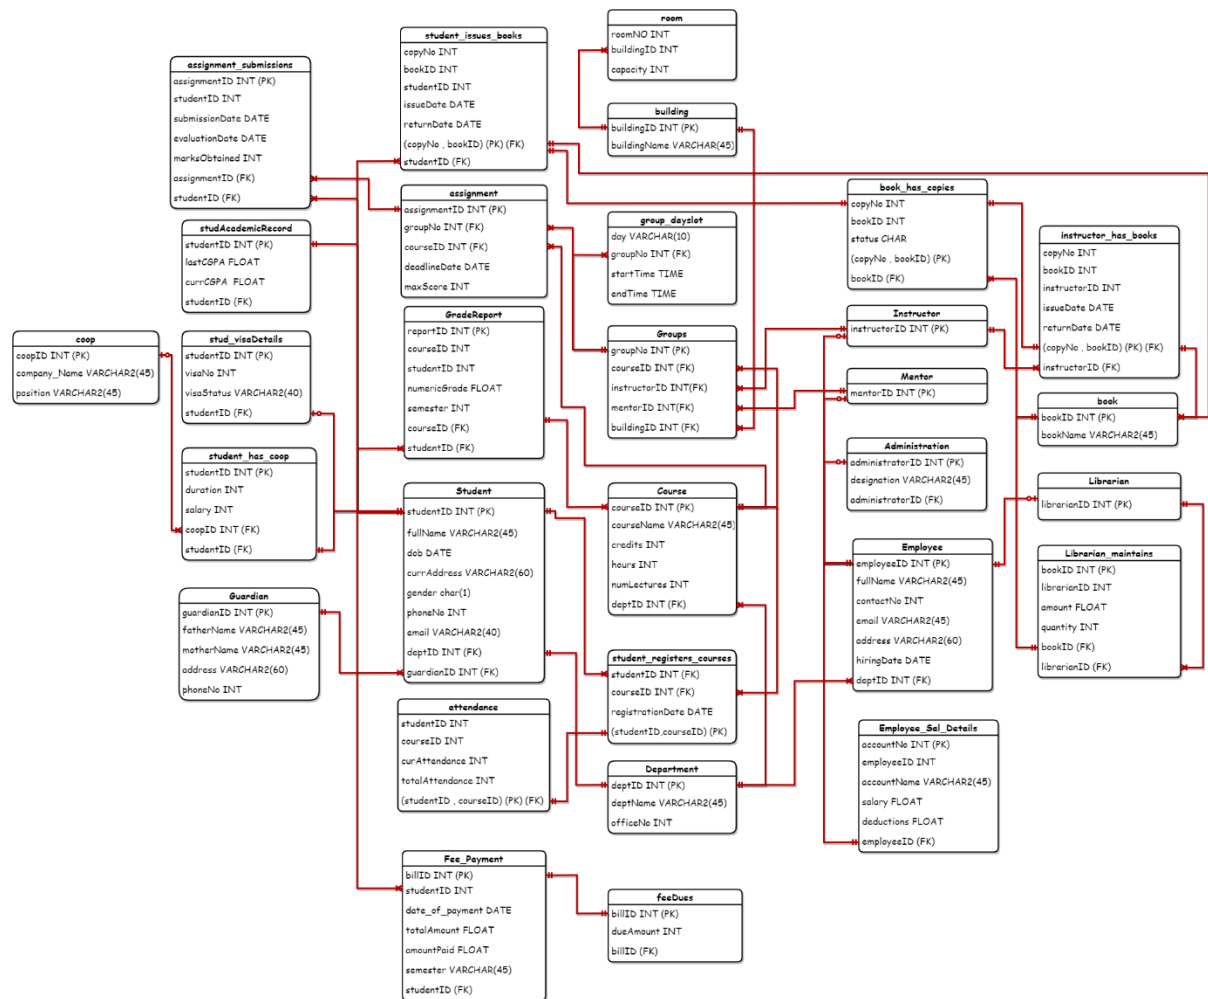 room
roomNO INT
buildingID INT
capacity INT
student_issues_books
copyNo INT
bookID INT
studentID INT
issueDate DATE
returnDate DATE
(copyNo , bookID) (PK) (FK)
studentID (FK)
assignment_submissions
assignmentID INT (PK)
studentID INT
submissionDate DATE
evaluationDate DATE
marksObtained INT
assignmentID (FK)
studentID (FK)
building
buildingID INT (PK)
buildingName VARCHAR(45)
book_has_copies
copyNo INT
bookID INT
status CHAR
(copyNo , bookID) (PK)
bookID (FK)
assignment
assignmentID INT (PK)
groupNo INT (FK)
courseID INT (FK)
deadlineDate DATE
maxScore INT
group_dayslot
day VARCHAR(10)
groupNo INT (FK)
startTime TIME
endTime TIME
studAcademicRecord
studentID INT (PK)
lastCGPA FLOAT
currCGPA FLOAT
studentID (FK)
instructor_has_books
copyNo INT
bookID INT
instructorID INT
issueDate DATE
returnDate DATE
(copyNo , bookID) (PK) (FK)
instructorID (FK)
GradeReport
reportID INT (PK)
courseID INT
studentID INT
numericGrade FLOAT
semester INT
courseID (FK)
studentID (FK)
Instructor
instructorID INT (PK)
Groups
groupNo INT (PK)
courseID INT (FK)
instructorID INT(FK)
mentorID INT(FK)
buildingID INT (FK)
coop
coopID INT (PK)
company_Name VARCHAR2(45)
position VARCHAR2(45)
stud_visaDetails
studentID INT (PK)
visaNo INT
visaStatus VARCHAR2(40)
studentID (FK)
Mentor
mentorID INT (PK)
book
bookID INT (PK)
bookName VARCHAR2(45)
Administration
administratorID INT (PK)
designation VARCHAR2(45)
administratorID (FK)
student_has_coop
studentID INT (PK)
duration INT
salary INT
coopID INT (FK)
studentID (FK)
Librarian
librarianID INT (PK)
Student
studentID INT (PK)
fullName VARCHAR2(45)
dob DATE
currAddress VARCHAR2(60)
gender char(1)
phoneNo INT
email VARCHAR2(40)
deptID INT (FK)
guardianID INT (FK)
Course
courseID INT (PK)
courseName VARCHAR2(45)
credits INT
hours INT
numLectures INT
deptID INT (FK)
Employee
employeeID INT (PK)
fullName VARCHAR2(45)
contactNo INT
email VARCHAR2(45)
address VARCHAR2(60)
hiringDate DATE
deptID INT (FK)
Librarian_maintains
bookID INT (PK)
librarianID INT
amount FLOAT
quantity INT
bookID (FK)
librarianID (FK)
Guardian
guardianID INT (PK)
fatherName VARCHAR2(45)
motherName VARCHAR2(45)
address VARCHAR2(60)
phoneNo INT
student_registers_courses
studentID INT (FK)
courseID INT (FK)
registrationDate DATE
(studentID,courseID) (PK)
attendance
studentID INT
courseID INT
curAttendance INT
totalAttendance INT
(studentID , courseID) (PK) (FK)
Employee_Sal_Details
accountNo INT (PK)
employeeID INT
accountName VARCHAR2(45)
salary FLOAT
deductions FLOAT
employeeID (FK)
Department
deptID INT (PK)
deptName VARCHAR2(45)
officeNo INT
Fee_Payment
billID INT (PK)
studentID INT
date_of_payment DATE
totalAmount FLOAT
amountPaid FLOAT
semester VARCHAR(45)
studentID (FK)
feeDues
billID INT (PK)
dueAmount INT
billID (FK)